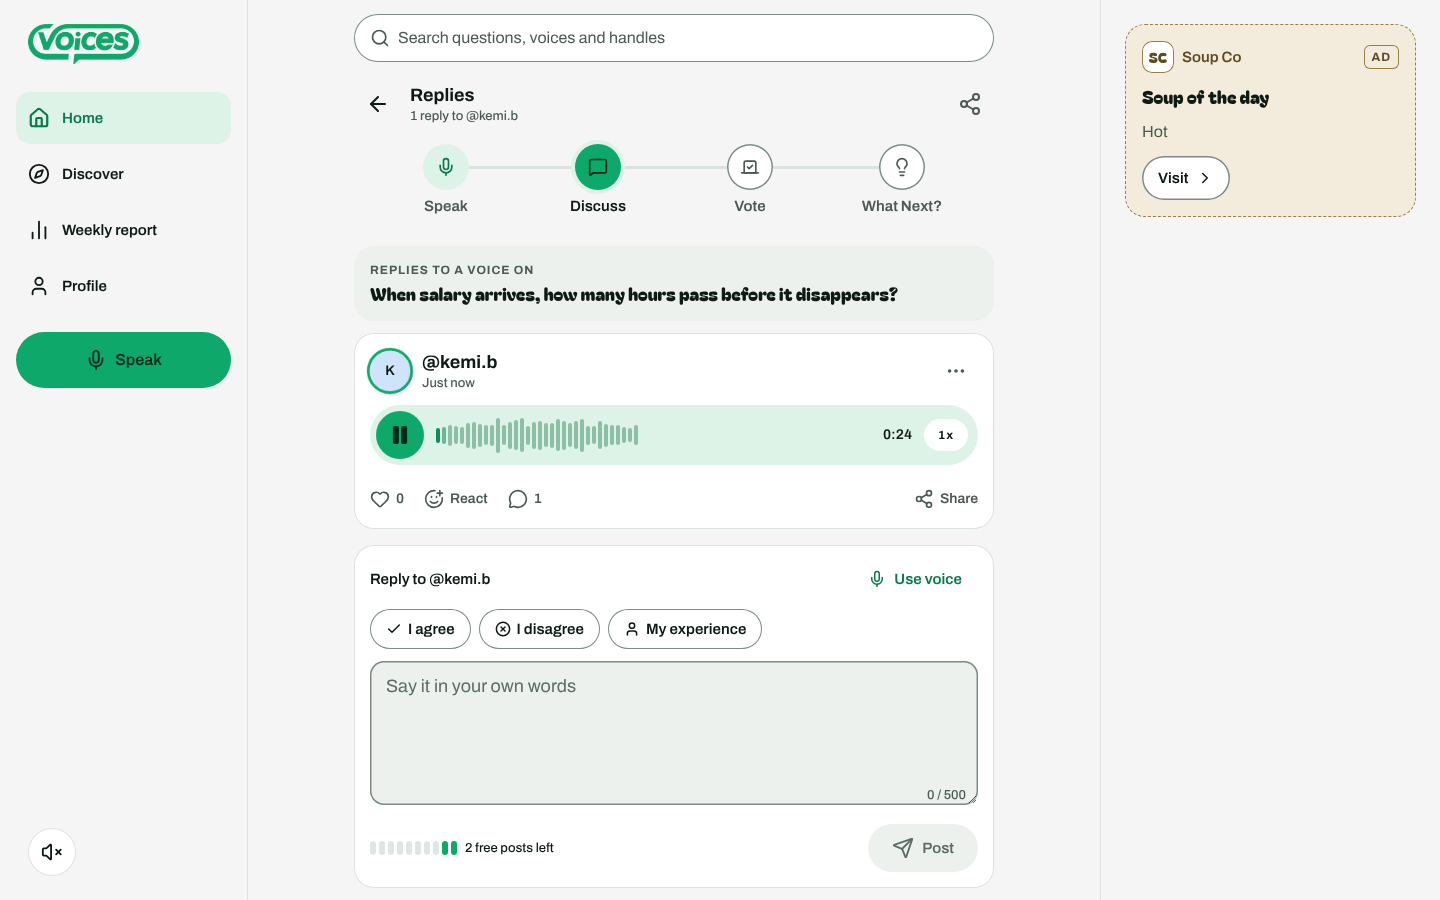 Voices
Home
Discover
Weekly report
Profile
Speak
Search questions, voices and handles
Replies
1 reply to @kemi.b
Speak
Discuss
Vote
What Next?
REPLIES TO A VOICE ON
When salary arrives, how many hours pass before it disappears?
K
@kemi.b
Just now
0:24
1x
0
React
1
Share
Reply to @kemi.b
Use voice
I agree
I disagree
My experience
Say it in your own words
0 / 500
2 free posts left
Post
SC
Soup Co
AD
Soup of the day
Hot
Visit